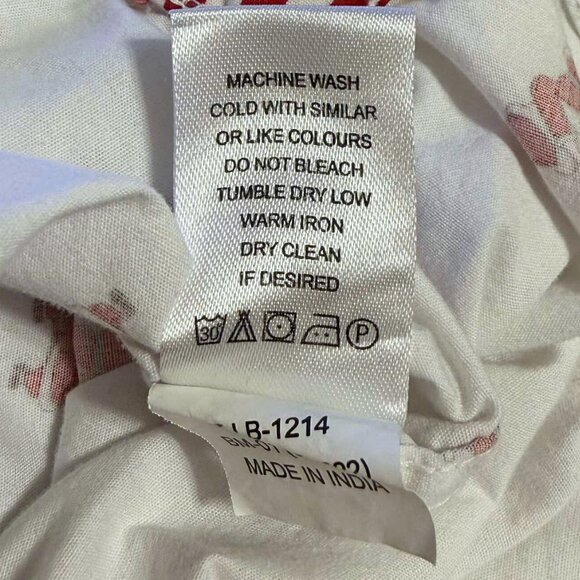 MACHINE WASH
COLD WITH SIMILAR
OR LIKE COLOURS
DO NOT BLEACH
TUMBLE DRY LOW
WARM IRON
DRY CLEAN
IF DESIRED
30° P
LB-1214
MADE IN INDIA